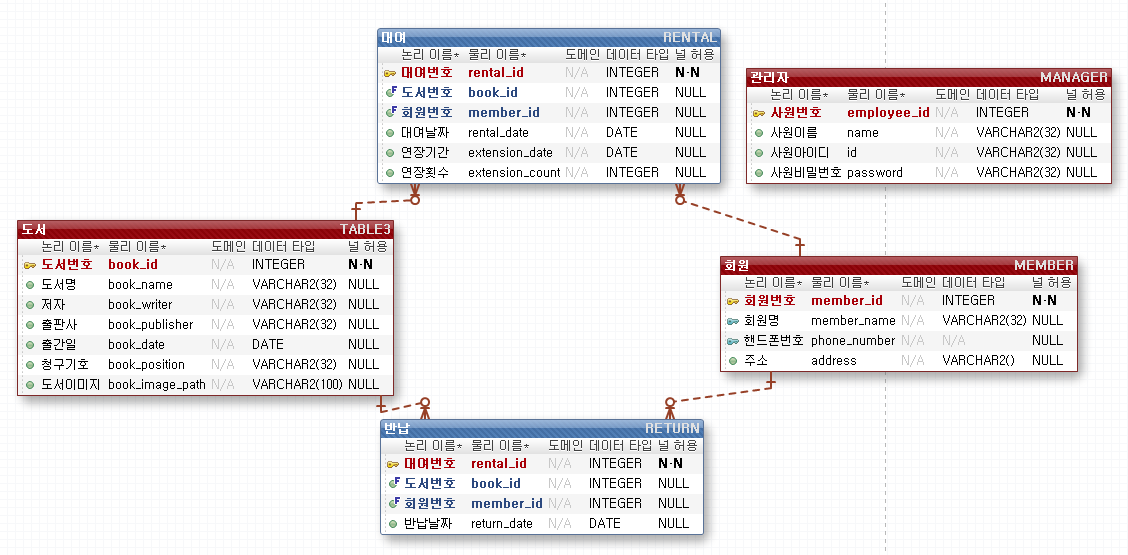 대여 RENTAL
논리 이름* 물리 이름* 도메인 데이터 타입 널 허용
대여번호 rental_id N/A INTEGER N·N
도서번호 book_id N/A INTEGER NULL
회원번호 member_id N/A INTEGER NULL
대여날짜 rental_date N/A DATE NULL
연장기간 extension_date N/A DATE NULL
연장횟수 extension_count N/A INTEGER NULL
관리자 MANAGER
논리 이름* 물리 이름* 도메인 데이터 타입 널 허용
사원번호 employee_id N/A INTEGER N·N
사원이름 name N/A VARCHAR2(32) NULL
사원아이디 id N/A VARCHAR2(32) NULL
사원비밀번호 password N/A VARCHAR2(32) NULL
도서 TABLE3
논리 이름* 물리 이름* 도메인 데이터 타입 널 허용
도서번호 book_id N/A INTEGER N·N
도서명 book_name N/A VARCHAR2(32) NULL
저자 book_writer N/A VARCHAR2(32) NULL
출판사 book_publisher N/A VARCHAR2(32) NULL
출간일 book_date N/A DATE NULL
청구기호 book_position N/A VARCHAR2(32) NULL
도서이미지 book_image_path N/A VARCHAR2(100) NULL
회원 MEMBER
논리 이름* 물리 이름* 도메인 데이터 타입 널 허용
회원번호 member_id N/A INTEGER N·N
회원명 member_name N/A VARCHAR2(32) NULL
핸드폰번호 phone_number N/A N/A NULL
주소 address N/A VARCHAR2() NULL
반납 RETURN
논리 이름* 물리 이름* 도메인 데이터 타입 널 허용
대여번호 rental_id N/A INTEGER N·N
도서번호 book_id N/A INTEGER NULL
회원번호 member_id N/A INTEGER NULL
반납날짜 return_date N/A DATE NULL